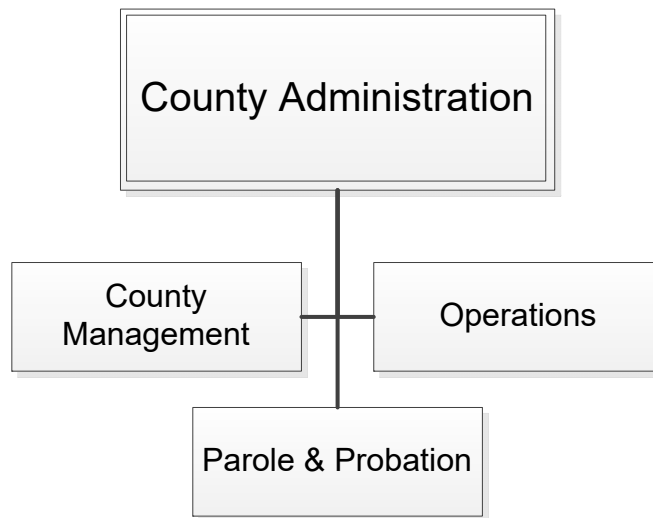 County Administration
County
Management
Operations
Parole & Probation